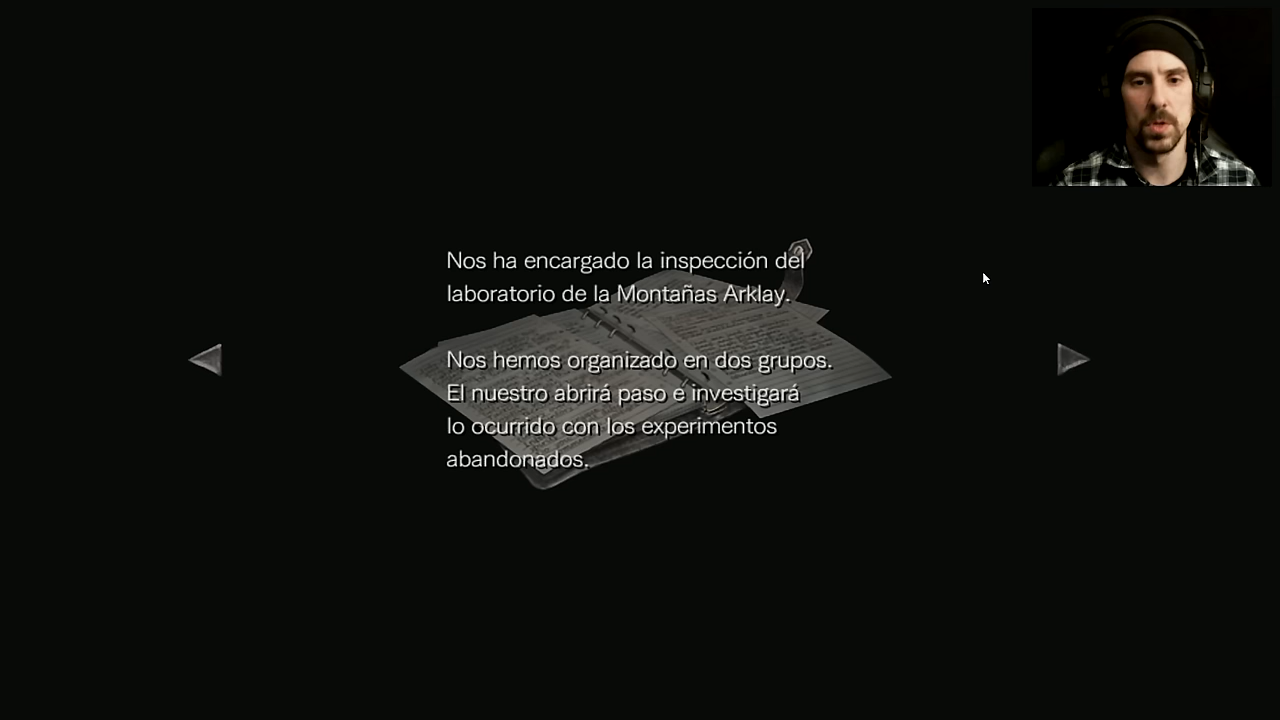 Nos ha encargado la inspección del
laboratorio de la Montañas Arklay.
Nos hemos organizado en dos grupos.
El nuestro abrirá paso e investigará
lo ocurrido con los experimentos
abandonados.